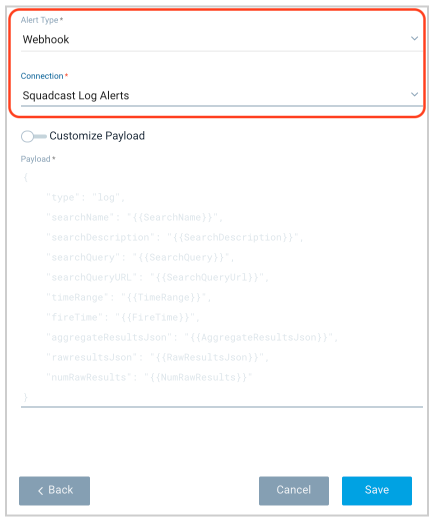 Alert Type*
Webhook
Connection*
Squadcast Log Alerts
Customize Payload
Payload*
{
"type": "log",
"searchName": "{{SearchName}}",
"searchDescription": "{{SearchDescription}}",
"searchQuery": "{{SearchQuery}}",
"searchQueryURL": "{{SearchQueryUrl}}",
"timeRange": "{{TimeRange}}",
"fireTime": "{{FireTime}}",
"aggregateResultsJson": "{{AggregateResultsJson}}",
"rawresultsJson": "{{RawResultsJson}}",
"numRawResults": "{{NumRawResults}}"
}
Back Cancel Save